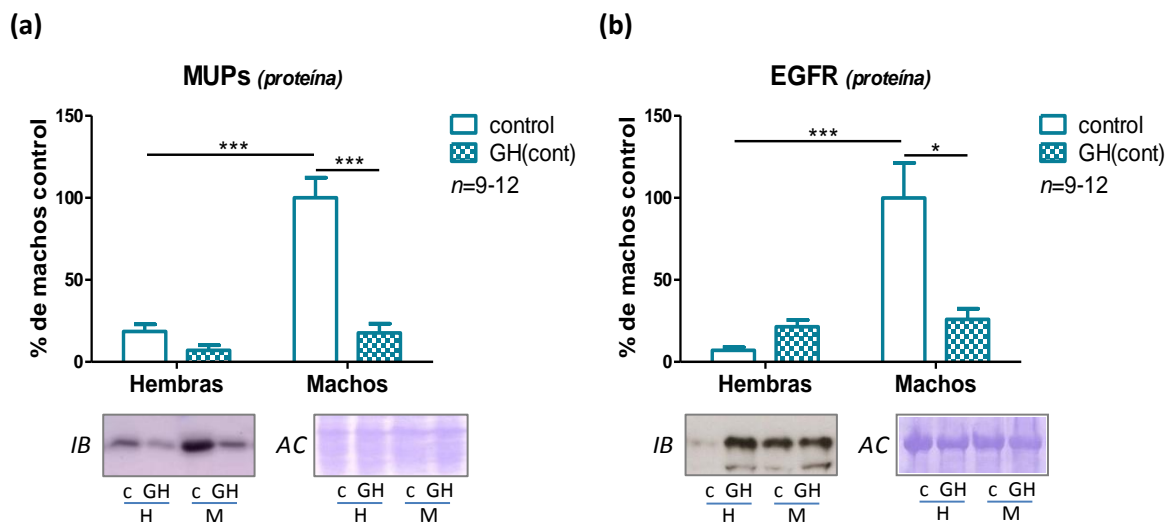 (a)
MUPs (proteína)
% de machos control
150
100
50
0
***
***
control
GH(cont)
n=9-12
Hembras
Machos
IB
AC
c GH c GH
H M
c GH c GH
H M
(b)
EGFR (proteína)
% de machos control
150
100
50
0
***
*
control
GH(cont)
n=9-12
Hembras
Machos
IB
AC
c GH c GH
H M
c GH c GH
H M